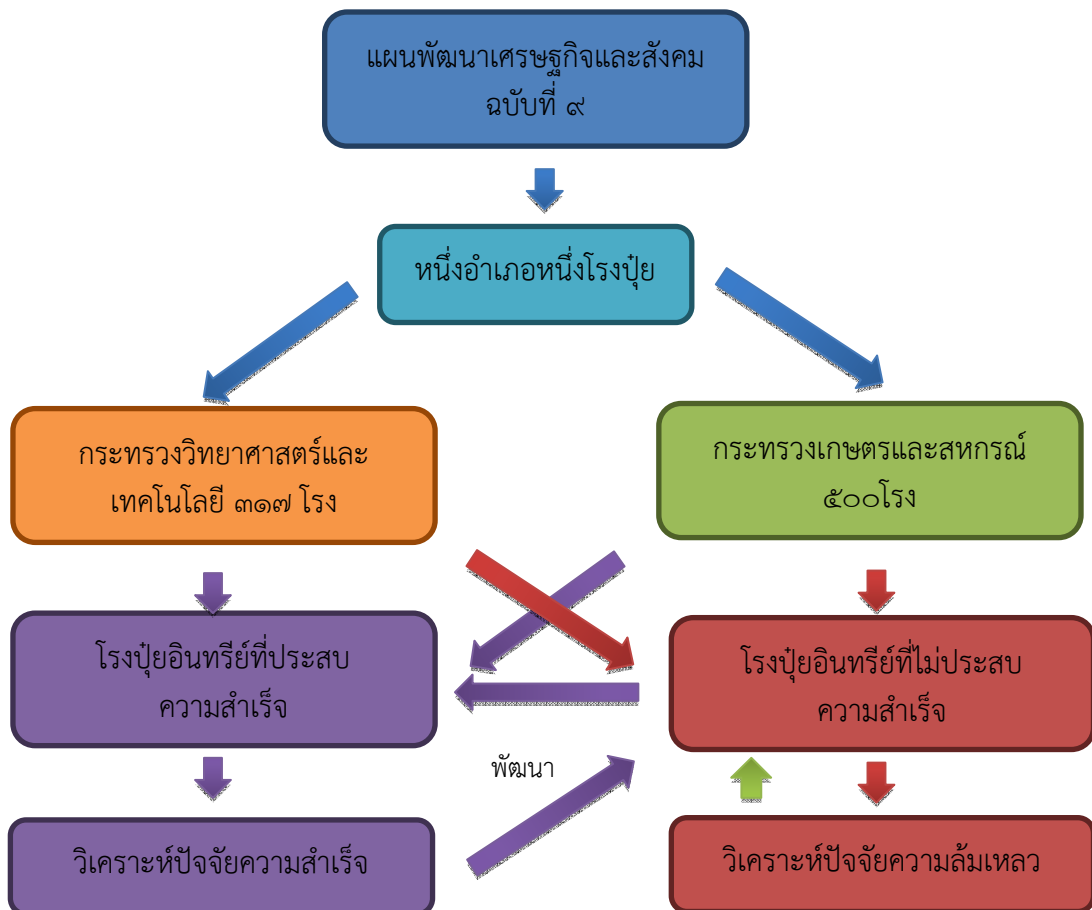 แผนพัฒนาเศรษฐกิจและสังคม
ฉบับที่ ๙
หนึ่งอำเภอหนึ่งโรงปุ๋ย
กระทรวงวิทยาศาสตร์และ
เทคโนโลยี ๓๑๗ โรง
กระทรวงเกษตรและสหกรณ์
๕๐๐โรง
โรงปุ๋ยอินทรีย์ที่ประสบ
ความสำเร็จ
โรงปุ๋ยอินทรีย์ที่ไม่ประสบ
ความสำเร็จ
พัฒนา
วิเคราะห์ปัจจัยความสำเร็จ
วิเคราะห์ปัจจัยความล้มเหลว